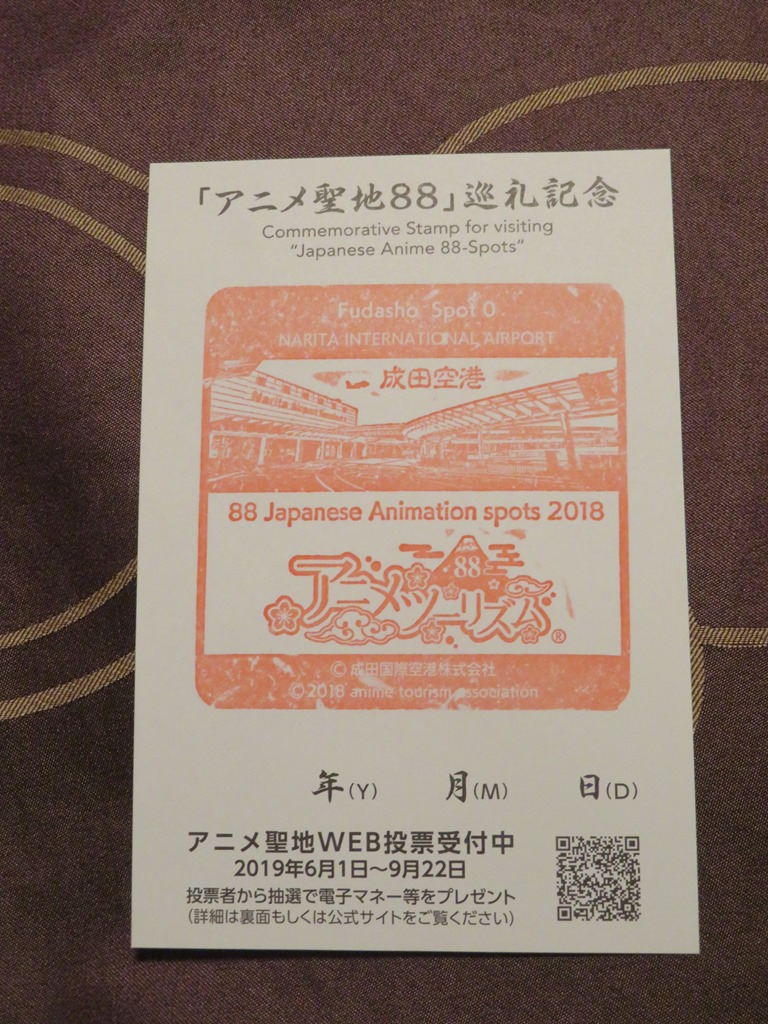 「アニメ聖地88」巡礼記念
Commemorative Stamp for visiting
"Japanese Anime 88-Spots"
Fudasho Spot 0
NARITA INTERNATIONAL AIRPORT
成田空港
88 Japanese Animation spots 2018
88
アニメツーリズム®
© 成田国際空港株式会社
©2018 anime tourism association
年(Y) 月(M) 日(D)
アニメ聖地WEB投票受付中
2019年6月1日～9月22日
投票者から抽選で電子マネー等をプレゼント
(詳細は裏面もしくは公式サイトをご覧ください)